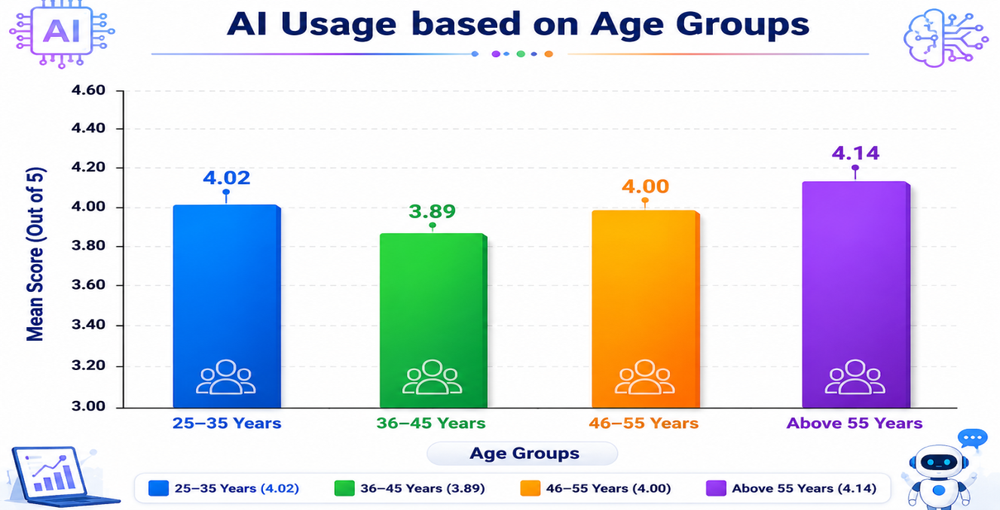 AI
AI Usage based on Age Groups
Mean Score (Out of 5)
4.60
4.40
4.20
4.00
3.80
3.60
3.40
3.20
3.00
4.02
3.89
4.00
4.14
25–35 Years
36–45 Years
46–55 Years
Above 55 Years
Age Groups
25–35 Years (4.02)
36–45 Years (3.89)
46–55 Years (4.00)
Above 55 Years (4.14)